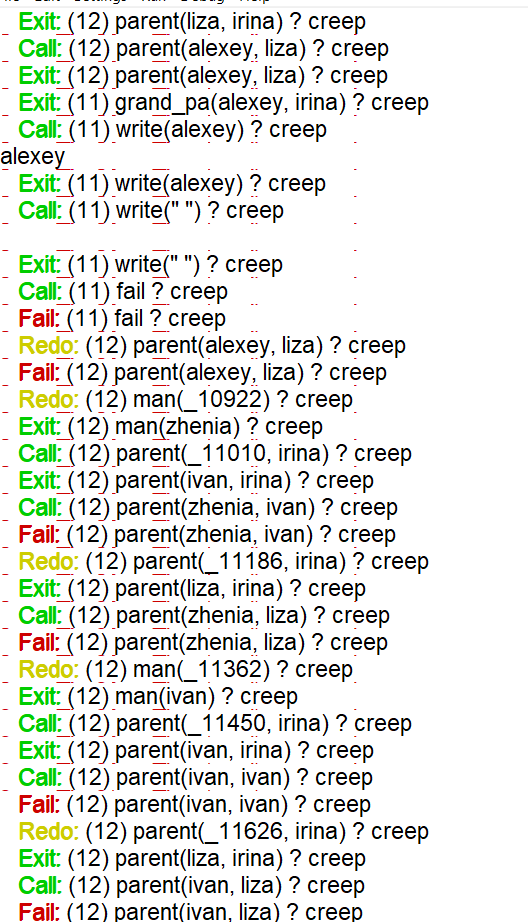 Exit: (12) parent(liza, irina) ? creep
Call: (12) parent(alexey, liza) ? creep
Exit: (12) parent(alexey, liza) ? creep
Exit: (11) grand_pa(alexey, irina) ? creep
Call: (11) write(alexey) ? creep
alexey
Exit: (11) write(alexey) ? creep
Call: (11) write(" ") ? creep
Exit: (11) write(" ") ? creep
Call: (11) fail ? creep
Fail: (11) fail ? creep
Redo: (12) parent(alexey, liza) ? creep
Fail: (12) parent(alexey, liza) ? creep
Redo: (12) man(_10922) ? creep
Exit: (12) man(zhenia) ? creep
Call: (12) parent(_11010, irina) ? creep
Exit: (12) parent(ivan, irina) ? creep
Call: (12) parent(zhenia, ivan) ? creep
Fail: (12) parent(zhenia, ivan) ? creep
Redo: (12) parent(_11186, irina) ? creep
Exit: (12) parent(liza, irina) ? creep
Call: (12) parent(zhenia, liza) ? creep
Fail: (12) parent(zhenia, liza) ? creep
Redo: (12) man(_11362) ? creep
Exit: (12) man(ivan) ? creep
Call: (12) parent(_11450, irina) ? creep
Exit: (12) parent(ivan, irina) ? creep
Call: (12) parent(ivan, ivan) ? creep
Fail: (12) parent(ivan, ivan) ? creep
Redo: (12) parent(_11626, irina) ? creep
Exit: (12) parent(liza, irina) ? creep
Call: (12) parent(ivan, liza) ? creep
Fail: (12) parent(ivan, liza) ? creep